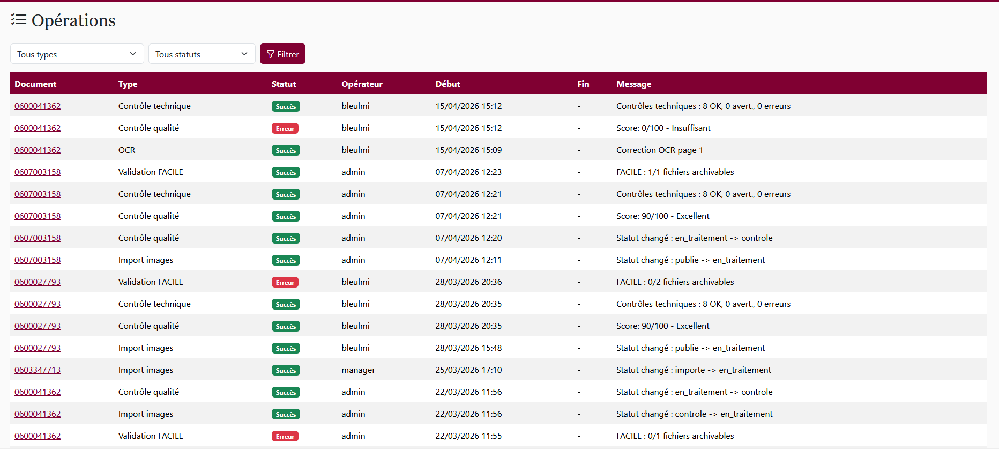 Opérations
Tous types Tous statuts Filtrer
Document Type Statut Opérateur Début Fin Message
0600041362 Contrôle technique Succès bleulmi 15/04/2026 15:12 - Contrôles techniques : 8 OK, 0 avert., 0 erreurs
0600041362 Contrôle qualité Erreur bleulmi 15/04/2026 15:12 - Score: 0/100 - Insuffisant
0600041362 OCR Succès bleulmi 15/04/2026 15:09 - Correction OCR page 1
0607003158 Validation FACILE Succès admin 07/04/2026 12:23 - FACILE : 1/1 fichiers archivables
0607003158 Contrôle technique Succès admin 07/04/2026 12:21 - Contrôles techniques : 8 OK, 0 avert., 0 erreurs
0607003158 Contrôle qualité Succès admin 07/04/2026 12:21 - Score: 90/100 - Excellent
0607003158 Contrôle qualité Succès admin 07/04/2026 12:20 - Statut changé : en_traitement -> controle
0607003158 Import images Succès admin 07/04/2026 12:11 - Statut changé : publie -> en_traitement
0600027793 Validation FACILE Erreur bleulmi 28/03/2026 20:36 - FACILE : 0/2 fichiers archivables
0600027793 Contrôle technique Succès bleulmi 28/03/2026 20:35 - Contrôles techniques : 8 OK, 0 avert., 0 erreurs
0600027793 Contrôle qualité Succès bleulmi 28/03/2026 20:35 - Score: 90/100 - Excellent
0600027793 Import images Succès bleulmi 28/03/2026 15:48 - Statut changé : publie -> en_traitement
0603347713 Import images Succès manager 25/03/2026 17:10 - Statut changé : importe -> en_traitement
0600041362 Contrôle qualité Succès admin 22/03/2026 11:56 - Statut changé : en_traitement -> controle
0600041362 Import images Succès admin 22/03/2026 11:56 - Statut changé : controle -> en_traitement
0600041362 Validation FACILE Erreur admin 22/03/2026 11:55 - FACILE : 0/1 fichiers archivables